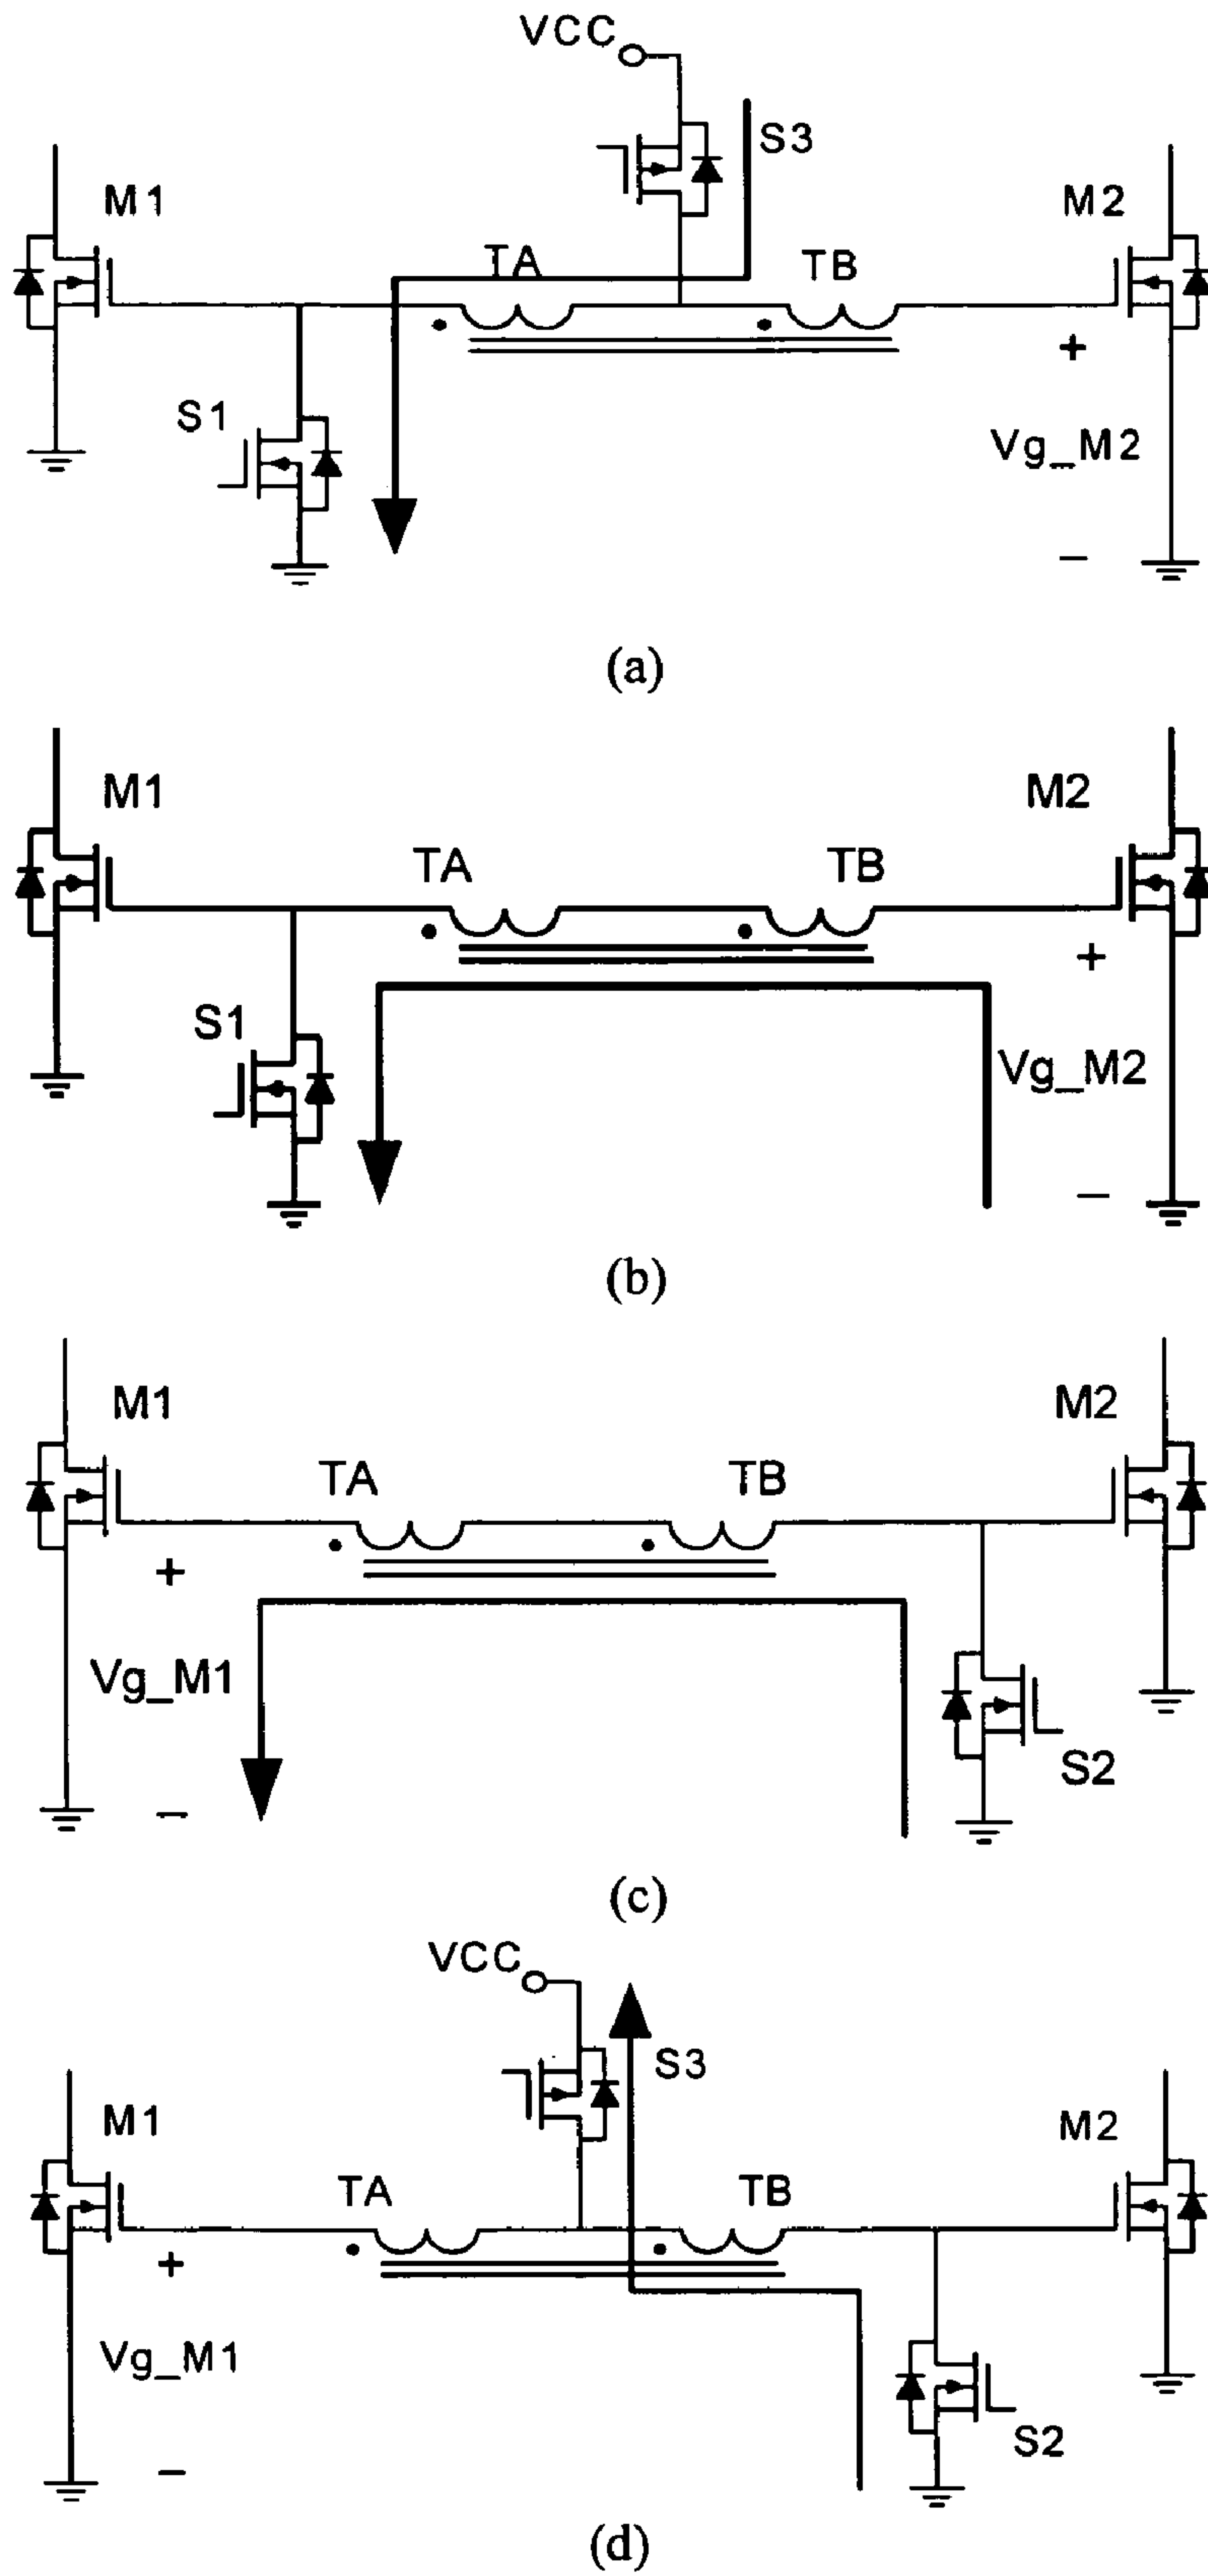 VCC
S3
M1
M2
TA
TB
+
S1
Vg_M2
−
(a)
M1
M2
TA
TB
+
S1
Vg_M2
−
(b)
M1
M2
TA
TB
+
Vg_M1
S2
−
(c)
VCC
S3
M1
M2
TA
TB
+
Vg_M1
S2
−
(d)